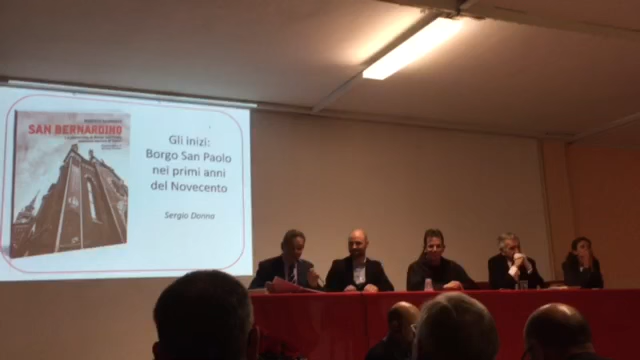 SAN BERNARDINO
Gli inizi:
Borgo San Paolo
nei primi anni
del Novecento
Sergio Donna